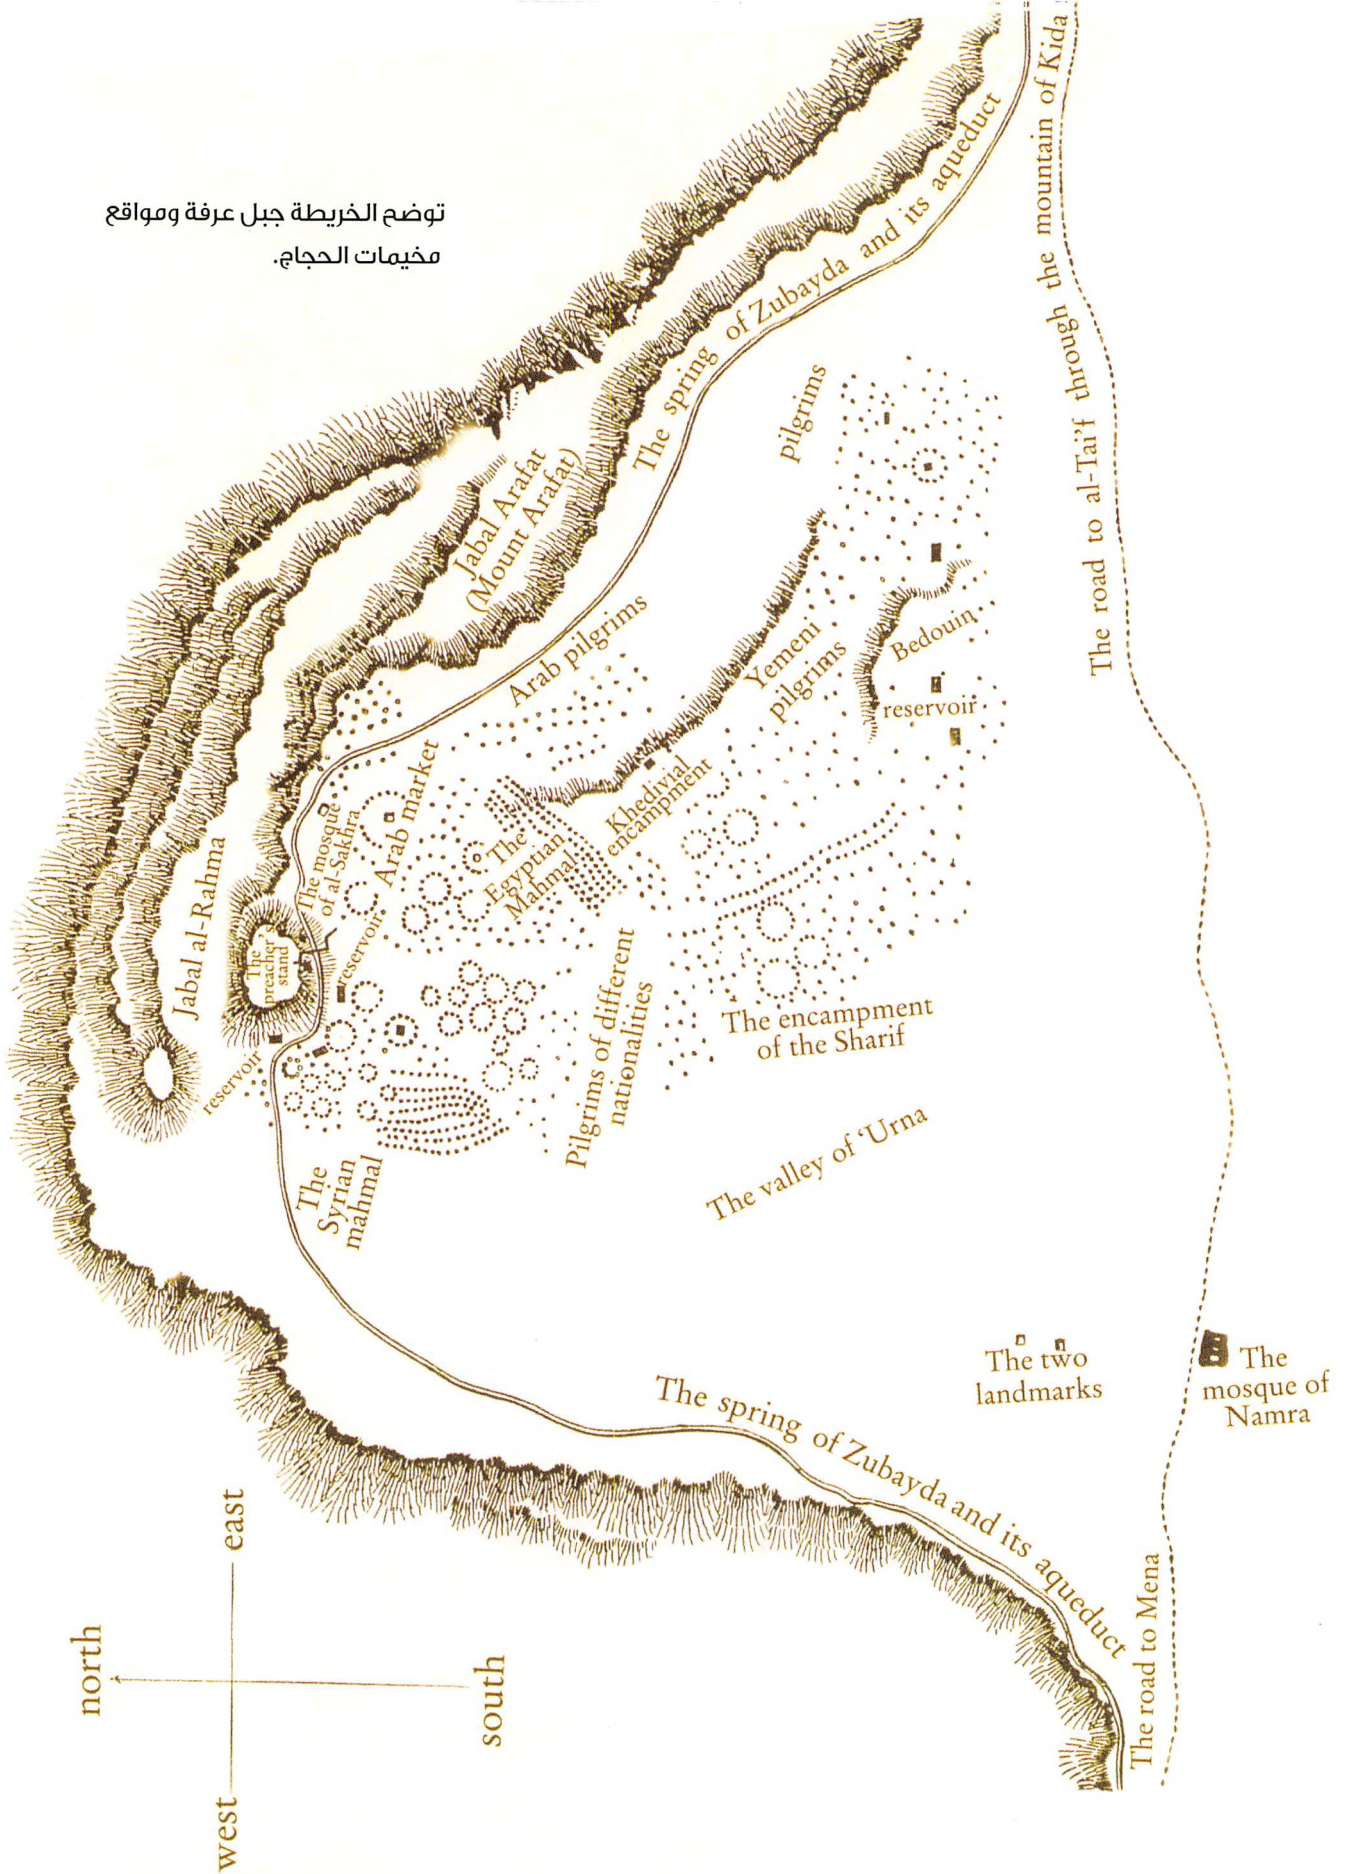 توضح الخريطة جبل عرفة ومواقع
مخيمات الحجاج.
The road to al-Tai'f through the mountain of Kida
The spring of Zubayda and its aqueduct
pilgrims
Jabal Arafat
(Mount Arafat)
Arab pilgrims
Yemeni
pilgrims
Bedouin
reservoir
Khedivial
encampment
Arab market
The mosque
of al-Sakhra
The
Egyptian
Mahmal
Jabal al-Rahma
The
preacher's
stand
reservoir
reservoir
Pilgrims of different
nationalities
The encampment
of the Sharif
The
Syrian
mahmal
The valley of 'Urna
The two
landmarks
The
mosque of
Namra
The spring of Zubayda and its aqueduct
The road to Mena
east
north
south
west